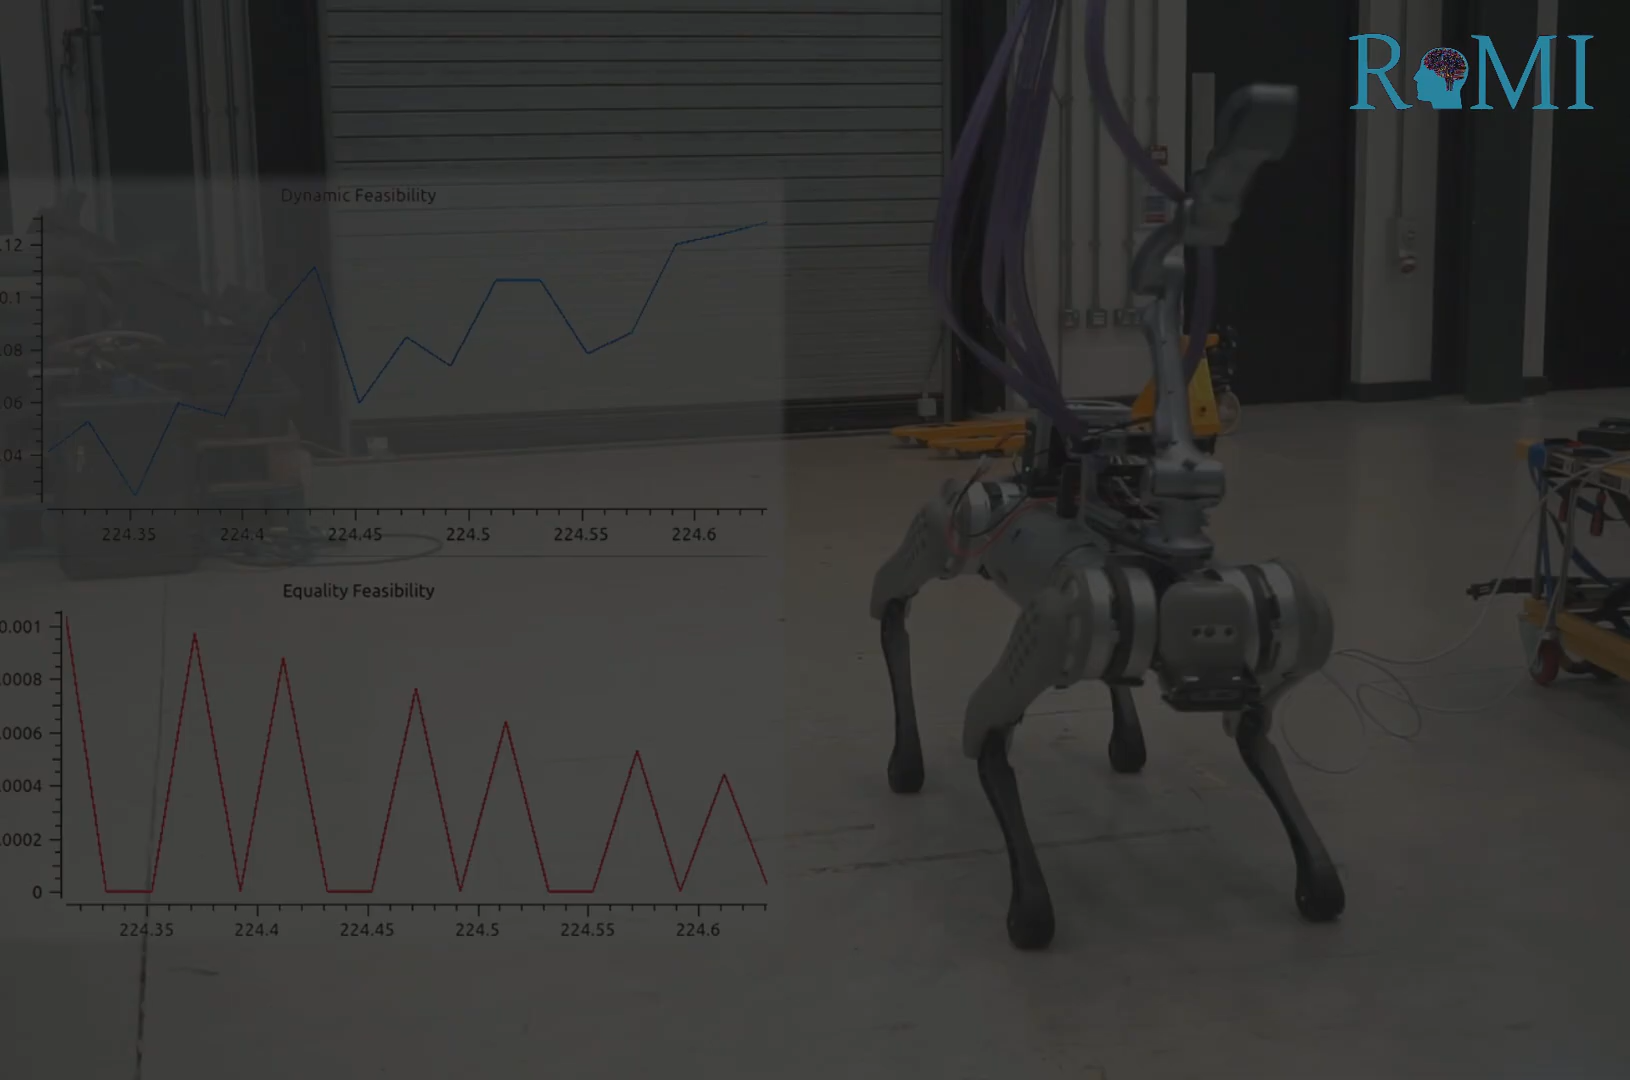 RoMI
Dynamic Feasibility
.12
0.1
.08
.06
.04
224.35 224.4 224.45 224.5 224.55 224.6
Equality Feasibility
0.001
.0008
.0006
.0004
.0002
0
224.35 224.4 224.45 224.5 224.55 224.6